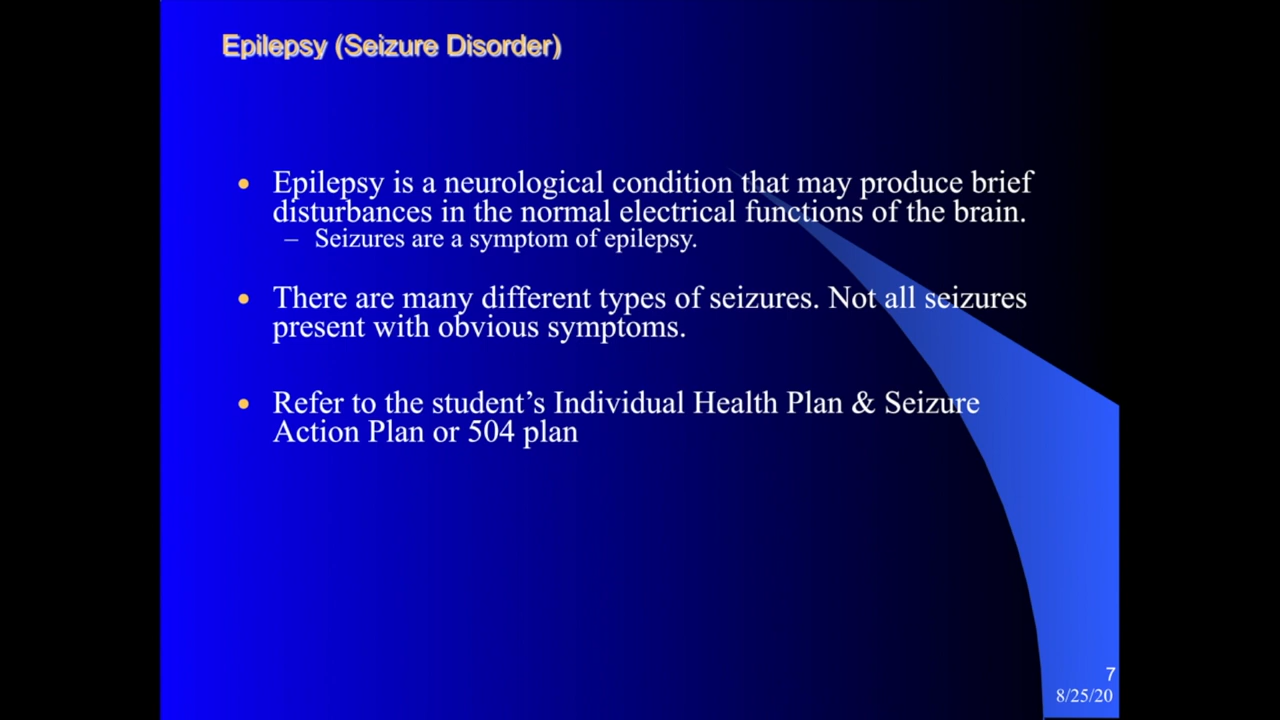 Epilepsy (Seizure Disorder)
• Epilepsy is a neurological condition that may produce brief
disturbances in the normal electrical functions of the brain.
– Seizures are a symptom of epilepsy.
• There are many different types of seizures. Not all seizures
present with obvious symptoms.
• Refer to the student’s Individual Health Plan & Seizure
Action Plan or 504 plan
7
8/25/20